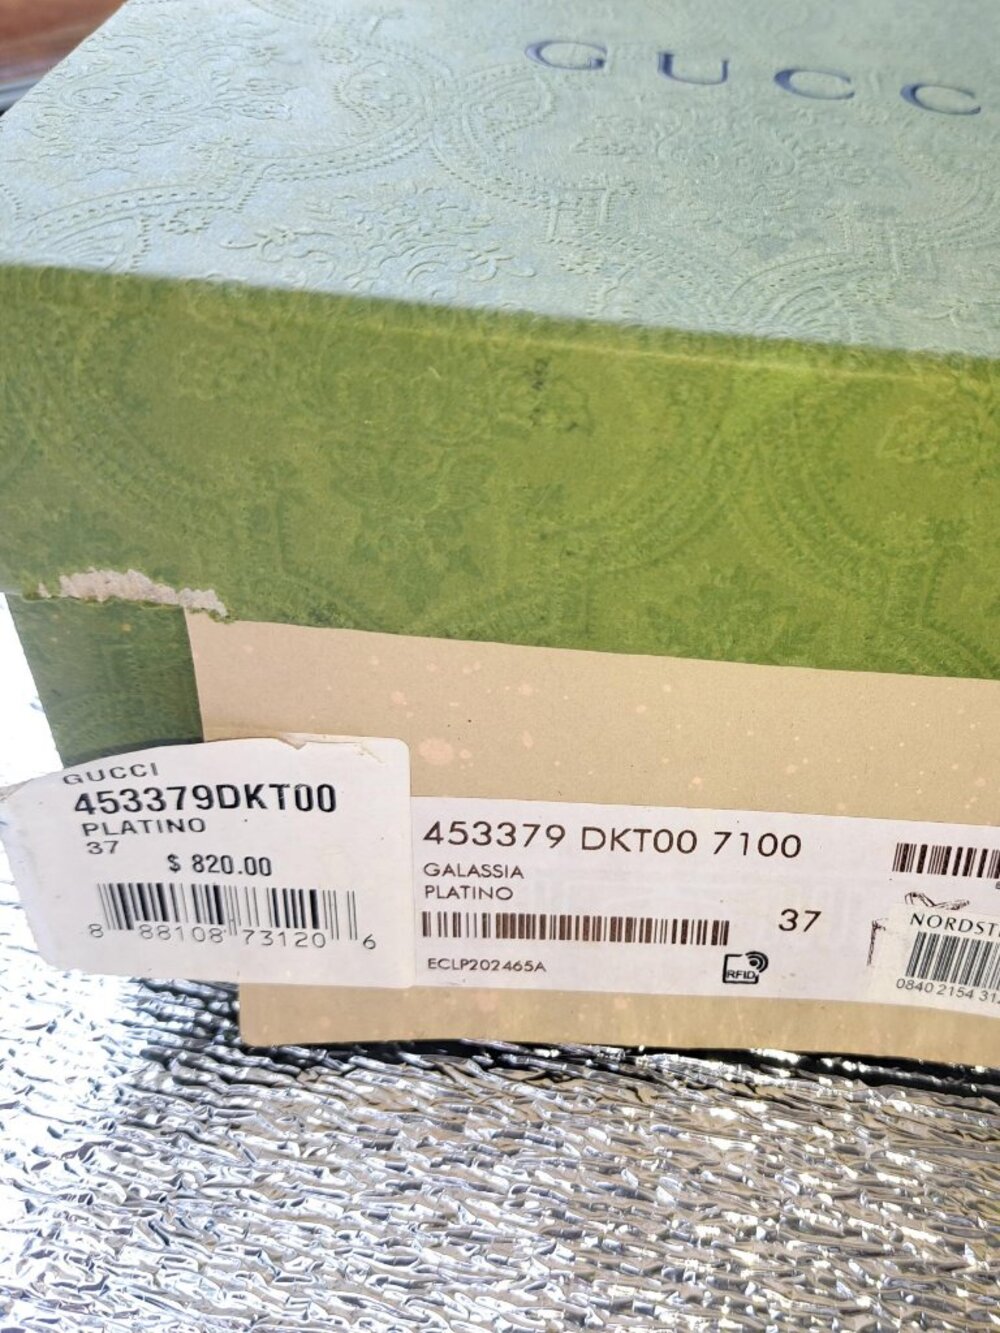 GUCC
GUCCI
453379DKT00
PLATINO
37
$ 820.00
8 88108 73120 6
453379 DKT00 7100
GALASSIA
PLATINO
37
ECLP202465A
RFID
NORDST
0840 2154 31